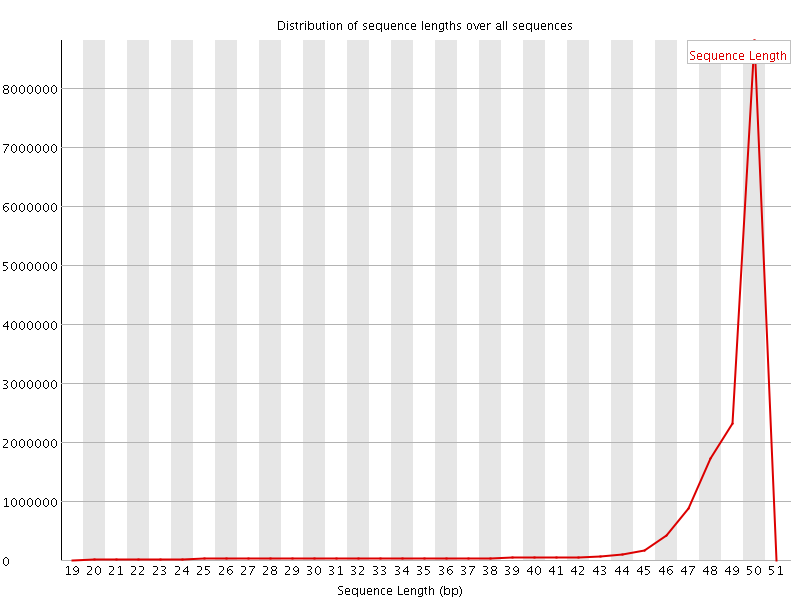 Distribution of sequence lengths over all sequences
Sequence Length
8000000
7000000
6000000
5000000
4000000
3000000
2000000
1000000
0
19 20 21 22 23 24 25 26 27 28 29 30 31 32 33 34 35 36 37 38 39 40 41 42 43 44 45 46 47 48 49 50 51
Sequence Length (bp)